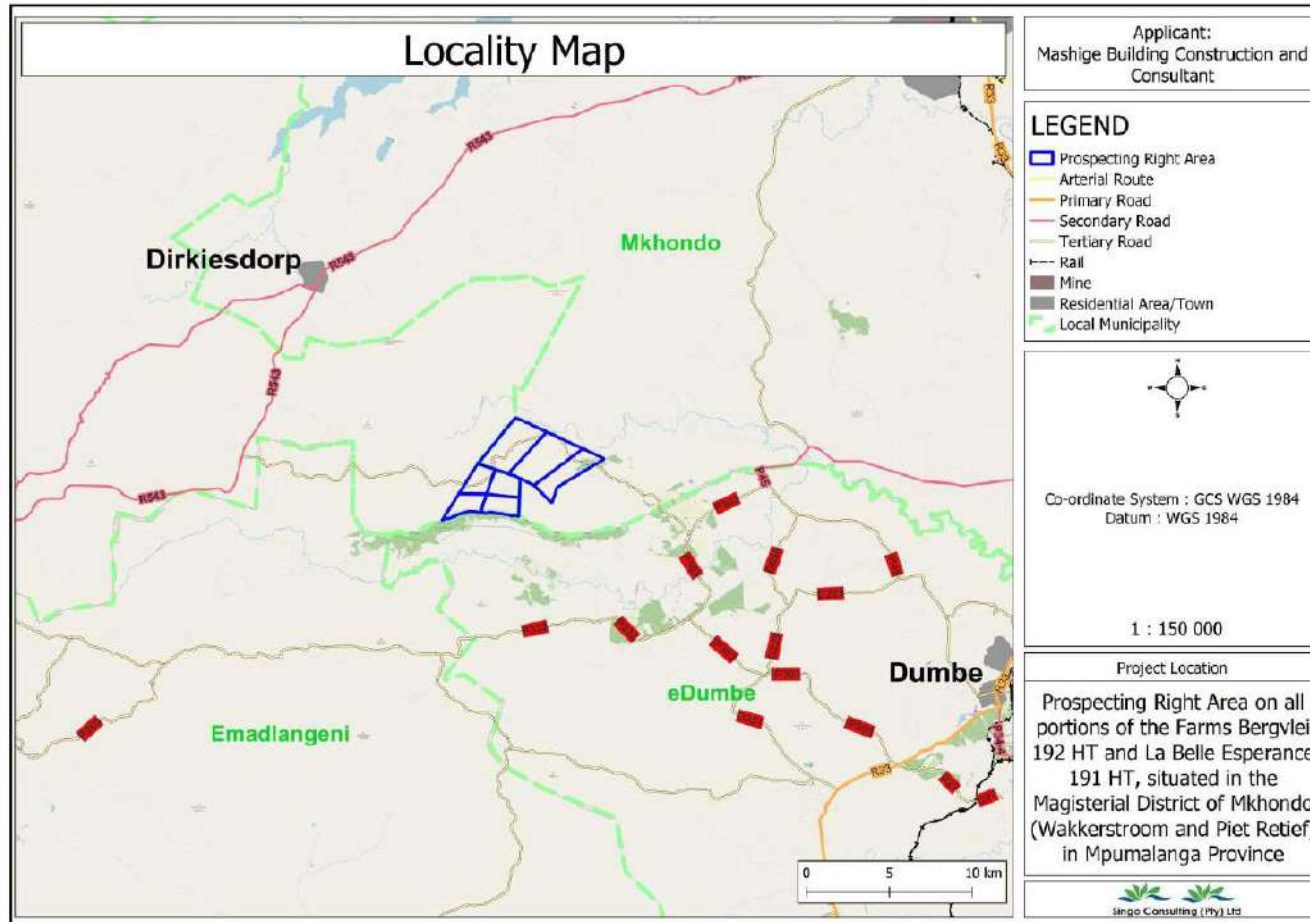 Locality Map
R543
R543
Dirkiesdorp
Mkhondo
R543
R543
P46
Emadlangeni
eDumbe
Dumbe
R33
R33
R33
0 5 10 km
Applicant:
Mashige Building Construction and
Consultant
LEGEND
Prospecting Right Area
Arterial Route
Primary Road
Secondary Road
Tertiary Road
Rail
Mine
Residential Area/Town
Local Municipality
Co-ordinate System : GCS WGS 1984
Datum : WGS 1984
1 : 150 000
Project Location
Prospecting Right Area on all
portions of the Farms Bergvlei
192 HT and La Belle Esperance
191 HT, situated in the
Magisterial District of Mkhondo
(Wakkerstroom and Piet Retief)
in Mpumalanga Province
Singo Consulting (Pty) Ltd